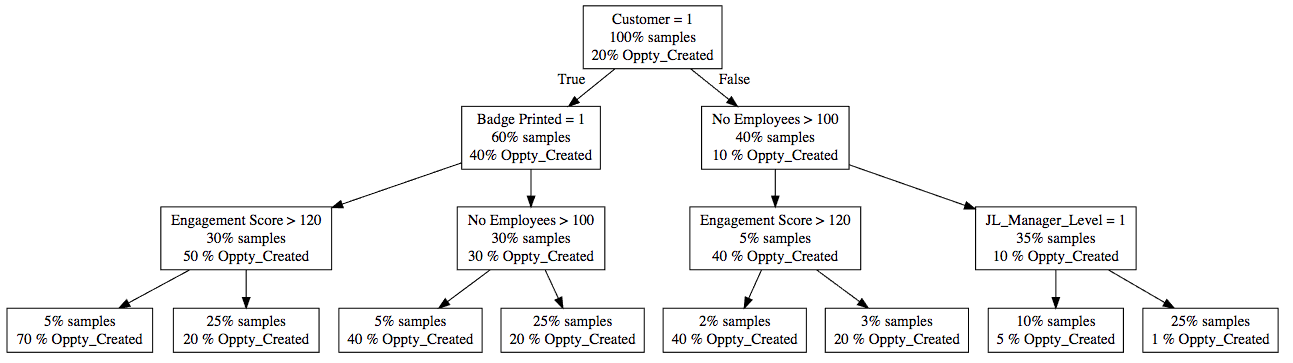 Customer = 1
100% samples
20% Oppty_Created
True
False
Badge Printed = 1
60% samples
40% Oppty_Created
No Employees > 100
40% samples
10 % Oppty_Created
Engagement Score > 120
30% samples
50 % Oppty_Created
No Employees > 100
30% samples
30 % Oppty_Created
Engagement Score > 120
5% samples
40 % Oppty_Created
JL_Manager_Level = 1
35% samples
10 % Oppty_Created
5% samples
70 % Oppty_Created
25% samples
20 % Oppty_Created
5% samples
40 % Oppty_Created
25% samples
20 % Oppty_Created
2% samples
40 % Oppty_Created
3% samples
20 % Oppty_Created
10% samples
5 % Oppty_Created
25% samples
1 % Oppty_Created